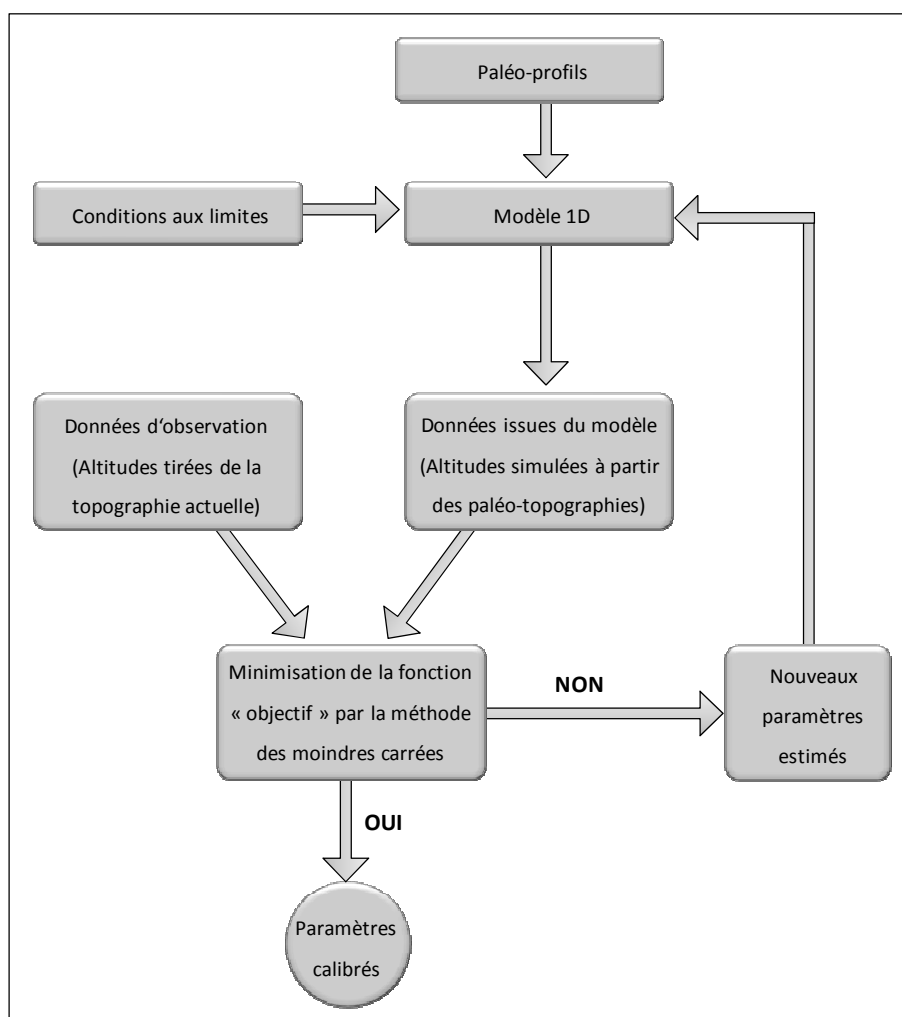 Paléo-profils
Conditions aux limites
Modèle 1D
Données d‘observation
(Altitudes tirées de la
topographie actuelle)
Données issues du modèle
(Altitudes simulées à partir
des paléo-topographies)
Minimisation de la fonction
« objectif » par la méthode
des moindres carrées
NON
Nouveaux
paramètres
estimés
OUI
Paramètres
calibrés